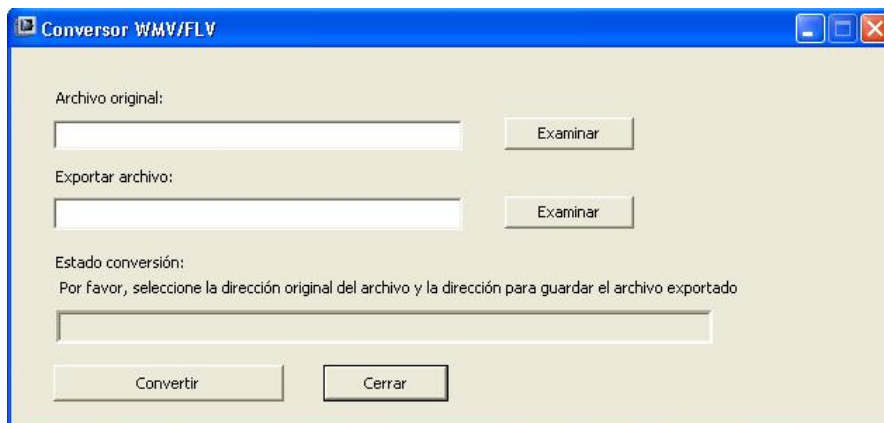 Conversor WMV/FLV
Archivo original:
Examinar
Exportar archivo:
Examinar
Estado conversión:
Por favor, seleccione la dirección original del archivo y la dirección para guardar el archivo exportado
Convertir Cerrar